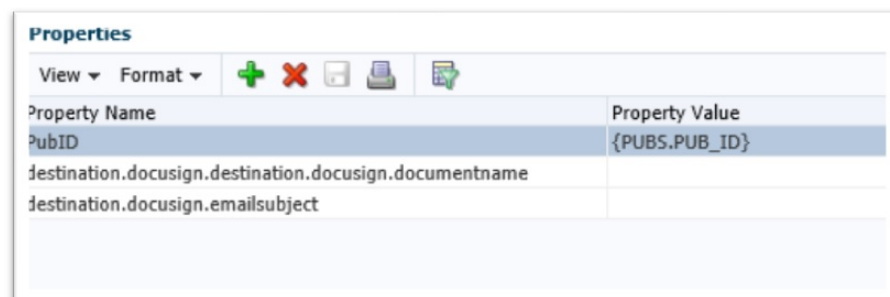 Properties
View Format
Property Name Property Value
PubID {PUBS.PUB_ID}
destination.docusign.destination.docusign.documentname
destination.docusign.emailsubject